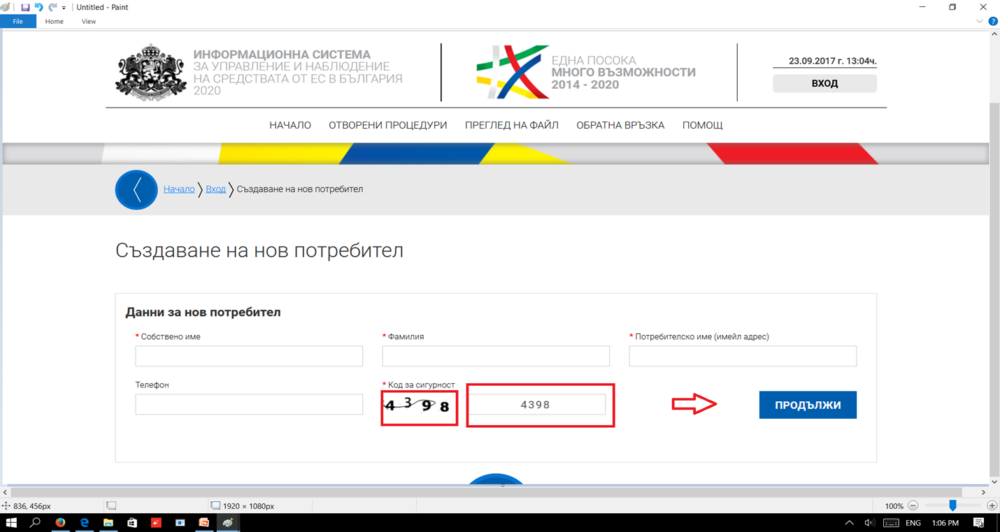 Untitled - Paint
File Home View
ИНФОРМАЦИОННА СИСТЕМА
ЗА УПРАВЛЕНИЕ И НАБЛЮДЕНИЕ
НА СРЕДСТВАТА ОТ ЕС В БЪЛГАРИЯ
2020
ЕДНА ПОСОКА
МНОГО ВЪЗМОЖНОСТИ
2014 - 2020
23.09.2017 г. 13:04ч.
ВХОД
НАЧАЛО ОТВОРЕНИ ПРОЦЕДУРИ ПРЕГЛЕД НА ФАЙЛ ОБРАТНА ВРЪЗКА ПОМОЩ
Начало Вход Създаване на нов потребител
Създаване на нов потребител
Данни за нов потребител
* Собствено име * Фамилия * Потребителско име (имейл адрес)
Телефон * Код за сигурност
4398 4398 ПРОДЪЛЖИ
836, 456px 1920 × 1080px 100%
ENG 1:06 PM